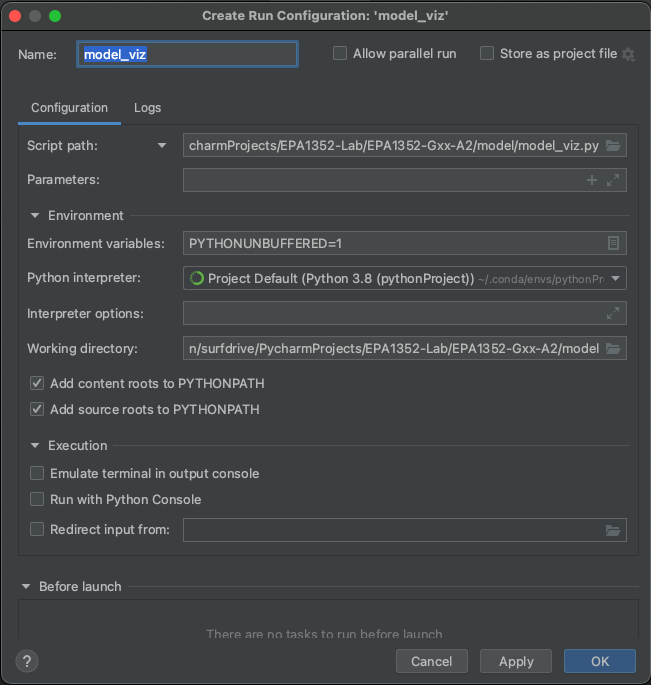 Create Run Configuration: 'model_viz'
Name: model_viz Allow parallel run Store as project file
Configuration Logs
Script path: charmProjects/EPA1352-Lab/EPA1352-Gxx-A2/model/model_viz.py
Parameters:
Environment
Environment variables: PYTHONUNBUFFERED=1
Python interpreter: Project Default (Python 3.8 (pythonProject)) ~/.conda/envs/pythonPr
Interpreter options:
Working directory: n/surfdrive/PycharmProjects/EPA1352-Lab/EPA1352-Gxx-A2/model
Add content roots to PYTHONPATH
Add source roots to PYTHONPATH
Execution
Emulate terminal in output console
Run with Python Console
Redirect input from:
Before launch
There are no tasks to run before launch
? Cancel Apply OK